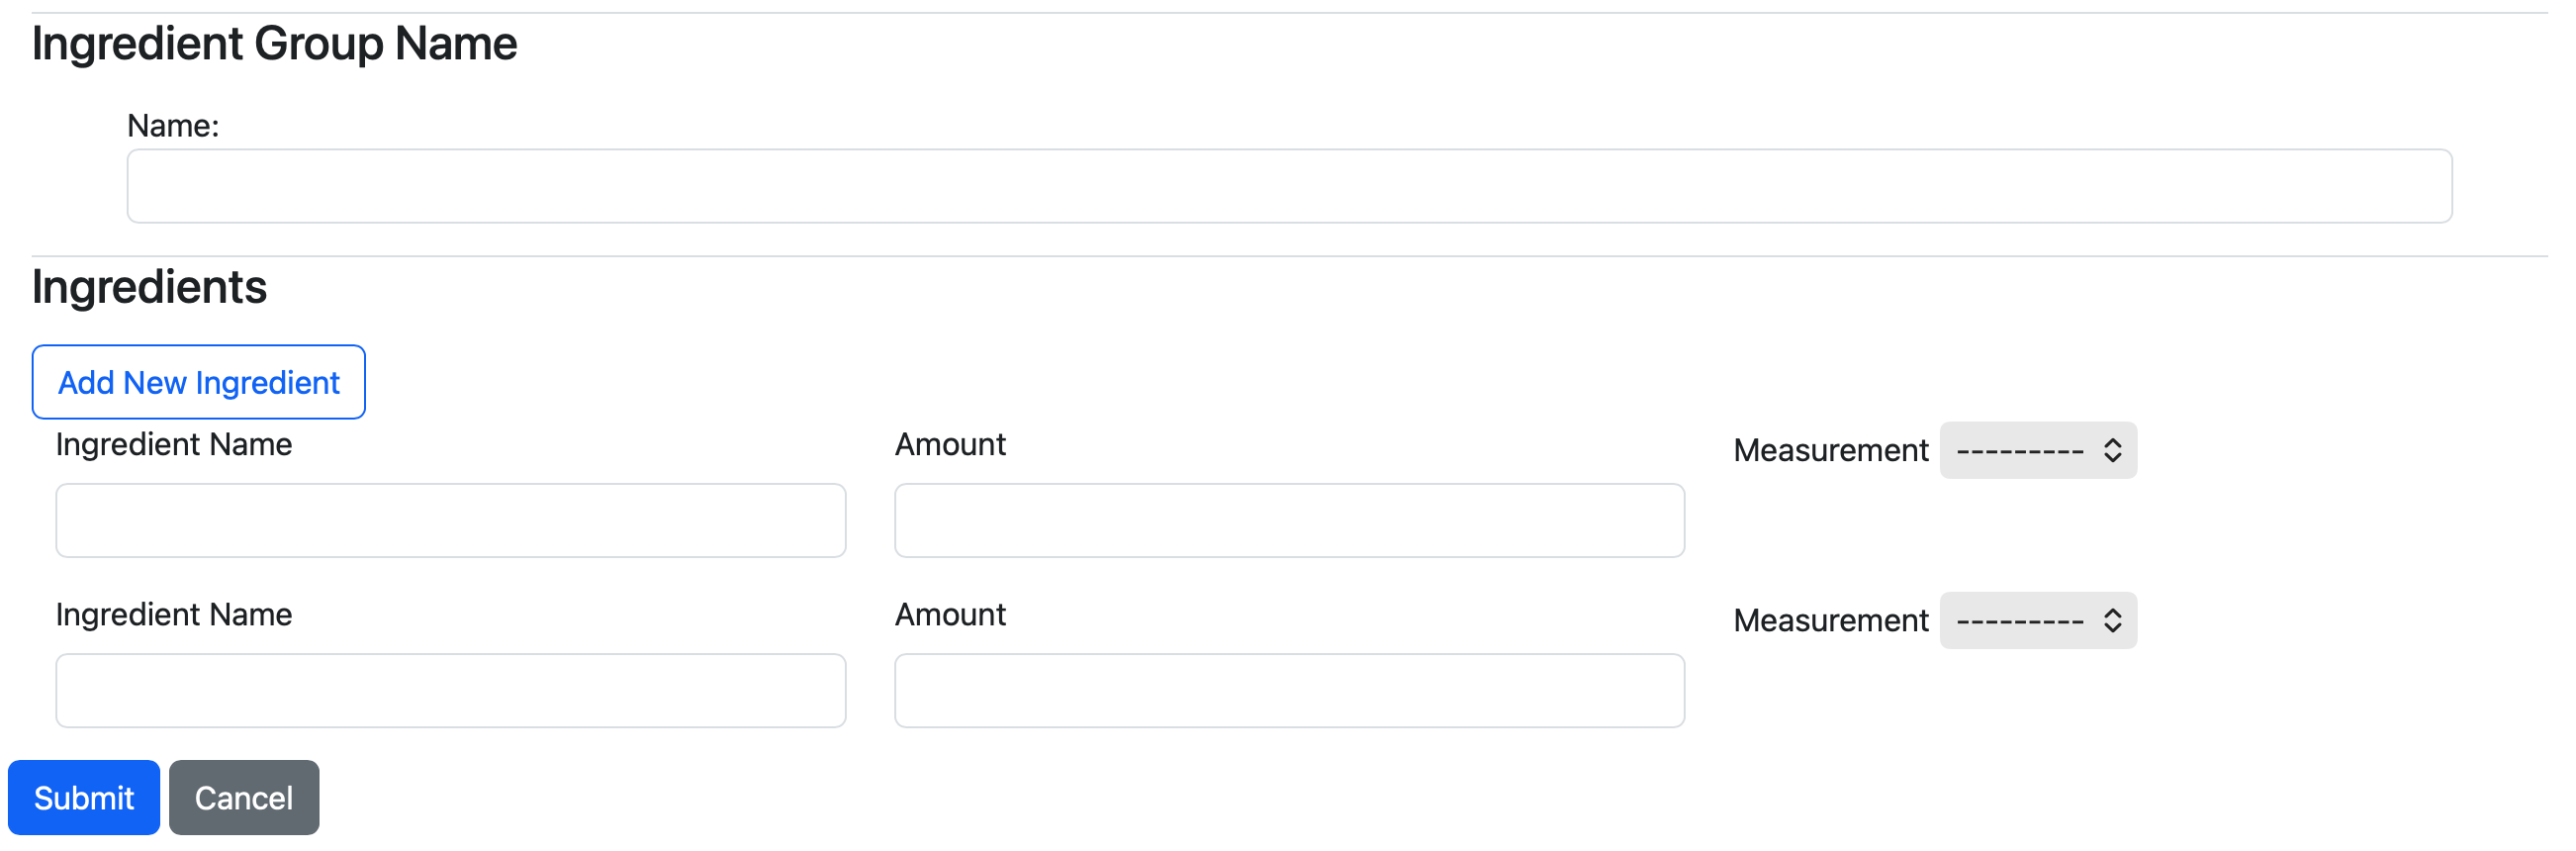 Ingredient Group Name
Name:
Ingredients
Add New Ingredient
Ingredient Name Amount Measurement ---------
Ingredient Name Amount Measurement ---------
Submit Cancel